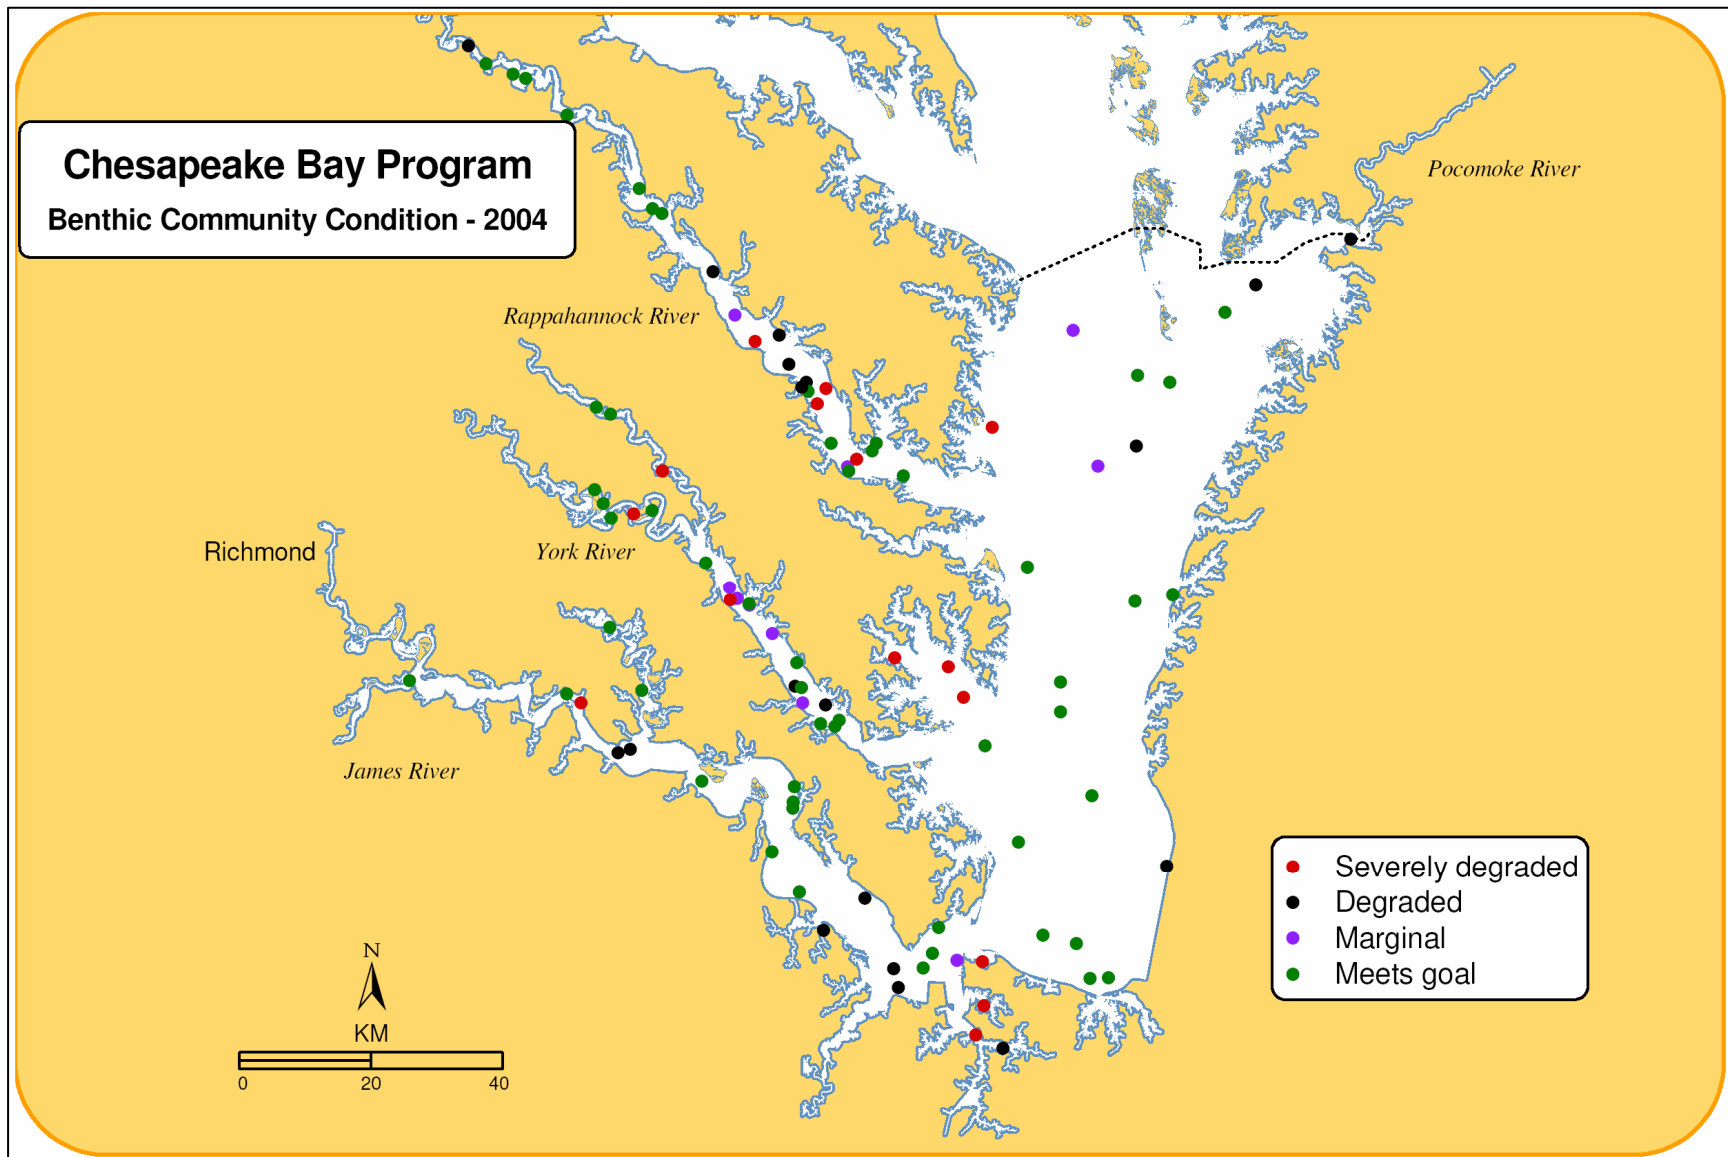 Chesapeake Bay Program
Benthic Community Condition - 2004
Pocomoke River
Rappahannock River
York River
Richmond
James River
Severely degraded
Degraded
Marginal
Meets goal
N
KM
0 20 40